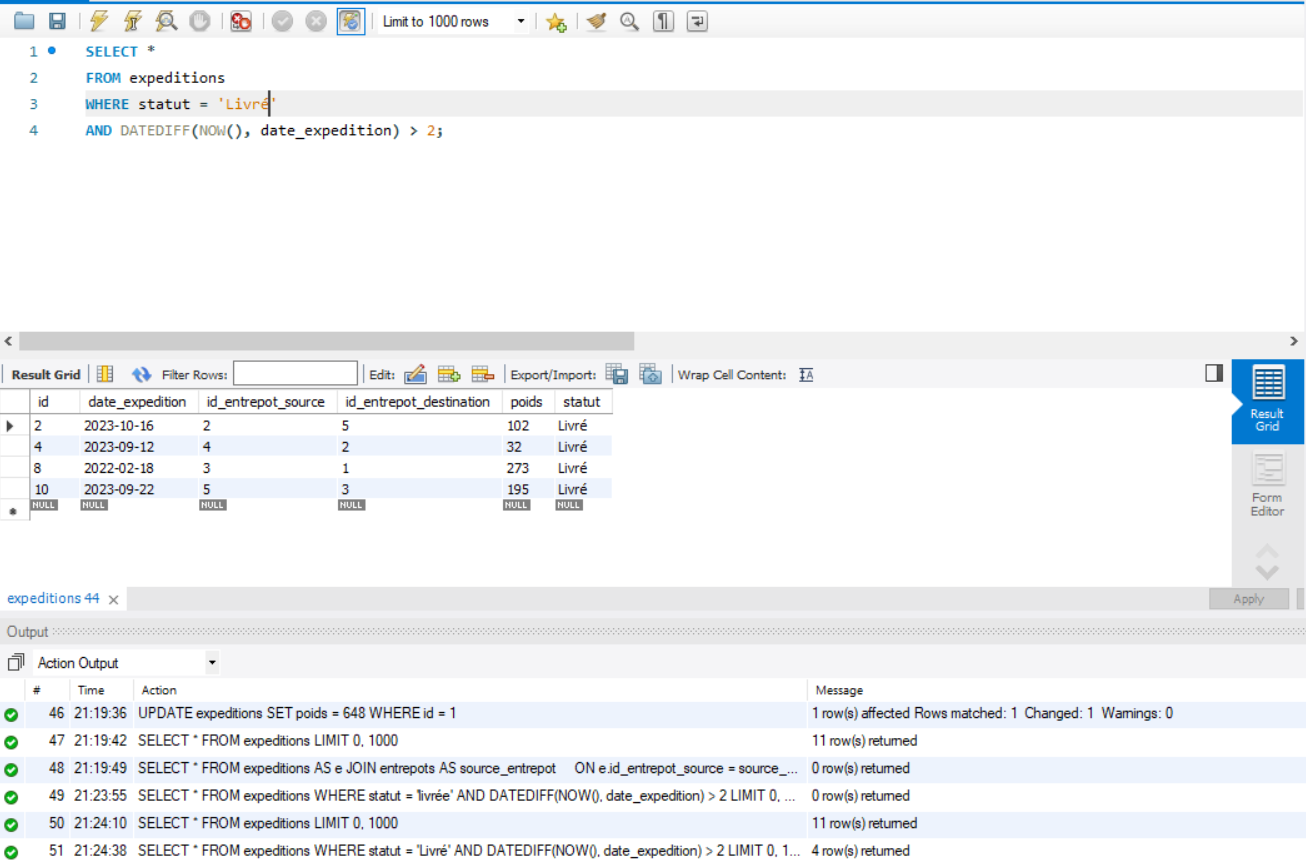 Limit to 1000 rows
1 SELECT *
2 FROM expeditions
3 WHERE statut = 'Livré'
4 AND DATEDIFF(NOW(), date_expedition) > 2;
Result Grid Filter Rows: Edit: Export/Import: Wrap Cell Content:
id date_expedition id_entrepot_source id_entrepot_destination poids statut
2 2023-10-16 2 5 102 Livré
4 2023-09-12 4 2 32 Livré
8 2022-02-18 3 1 273 Livré
10 2023-09-22 5 3 195 Livré
NULL NULL NULL NULL NULL NULL
Result
Grid
Form
Editor
expeditions 44
Apply
Output
Action Output
# Time Action Message
46 21:19:36 UPDATE expeditions SET poids = 648 WHERE id = 1 1 row(s) affected Rows matched: 1 Changed: 1 Warnings: 0
47 21:19:42 SELECT * FROM expeditions LIMIT 0, 1000 11 row(s) returned
48 21:19:49 SELECT * FROM expeditions AS e JOIN entrepots AS source_entrepot ON e.id_entrepot_source = source_... 0 row(s) returned
49 21:23:55 SELECT * FROM expeditions WHERE statut = 'livrée' AND DATEDIFF(NOW(), date_expedition) > 2 LIMIT 0, ... 0 row(s) returned
50 21:24:10 SELECT * FROM expeditions LIMIT 0, 1000 11 row(s) returned
51 21:24:38 SELECT * FROM expeditions WHERE statut = 'Livré' AND DATEDIFF(NOW(), date_expedition) > 2 LIMIT 0, 1... 4 row(s) returned